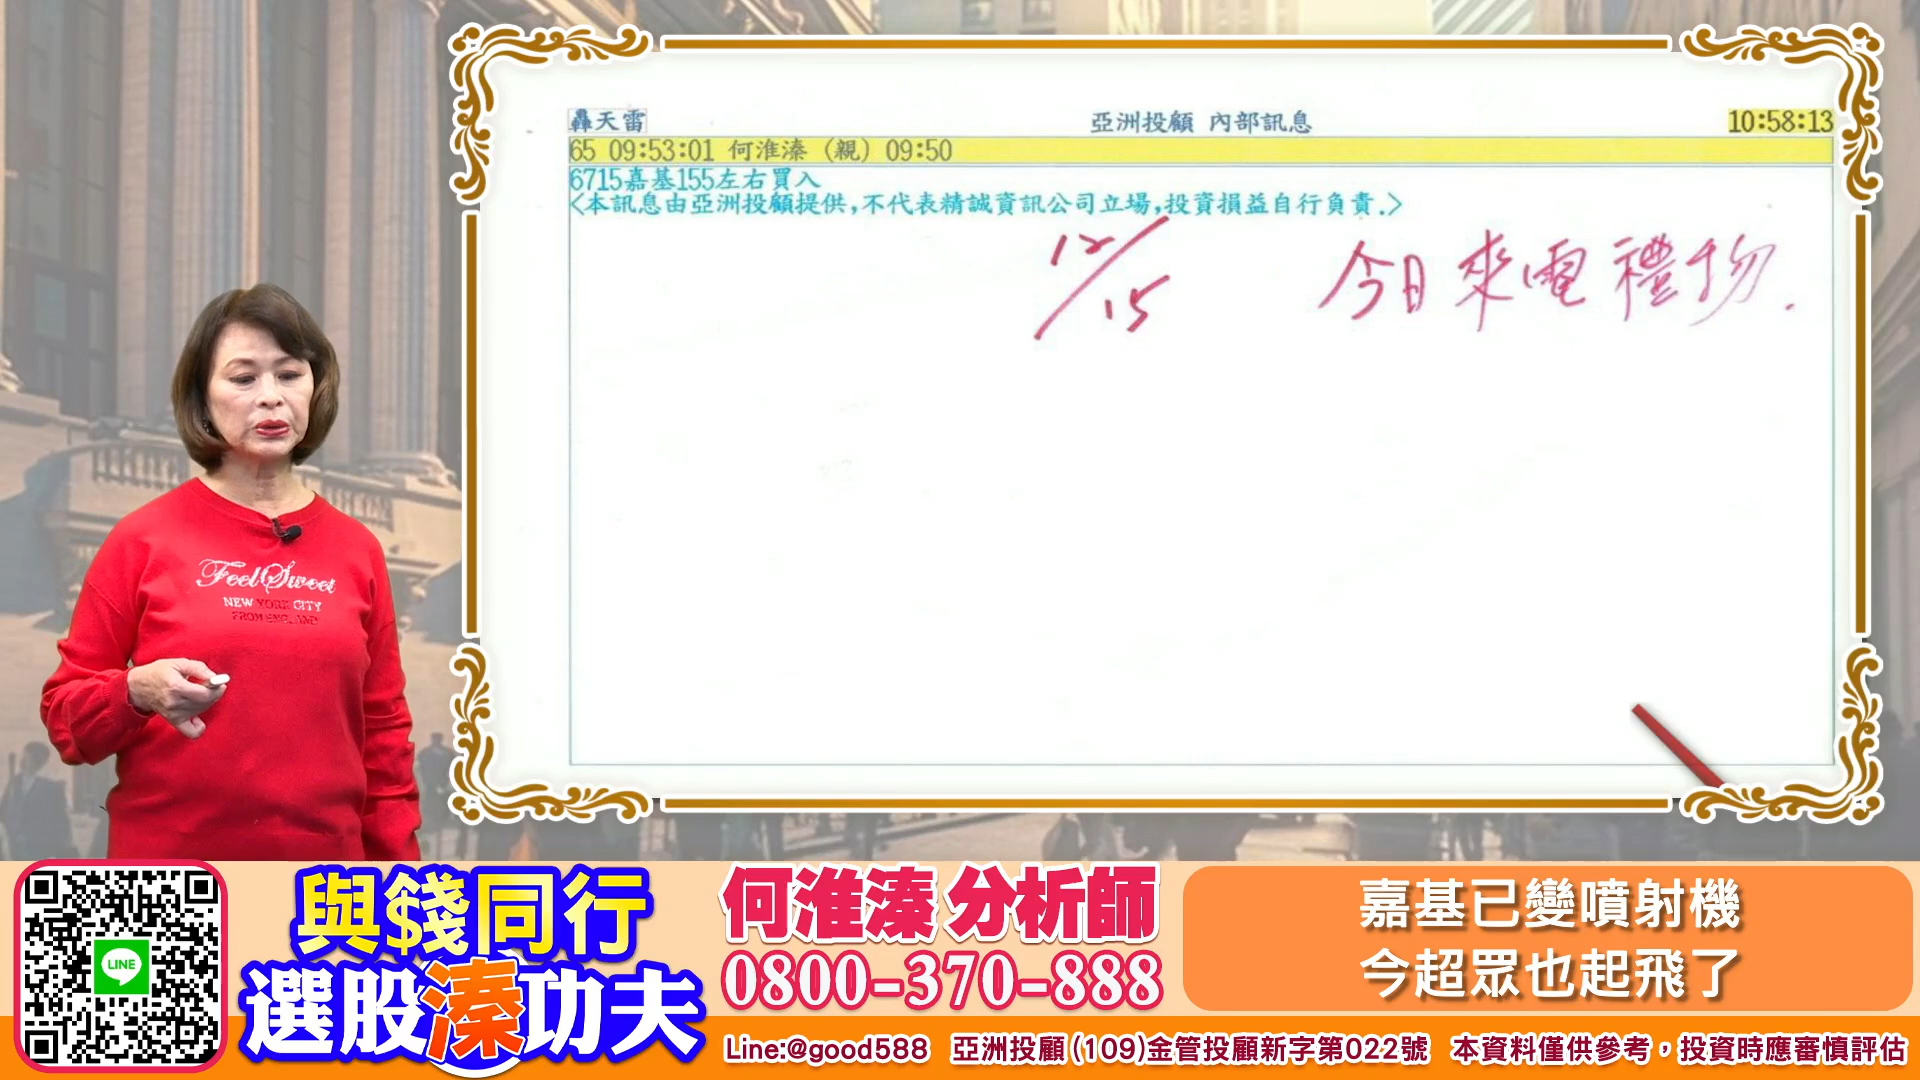 轟天雷 亞洲投顧 內部訊息 10:58:13
65 09:53:01 何淮溱 (親) 09:50
6715嘉基155左右買入
<本訊息由亞洲投顧提供,不代表精誠資訊公司立場,投資損益自行負責.>
12/15 今日來電禮物.
Feel Sweet
NEW YORK CITY
FROM ENGLAND
LINE
與錢同行
選股溱功夫
何淮溱 分析師
0800-370-888
嘉基已變噴射機
今超眾也起飛了
Line:@good588 亞洲投顧(109)金管投顧新字第022號 本資料僅供參考，投資時應審慎評估